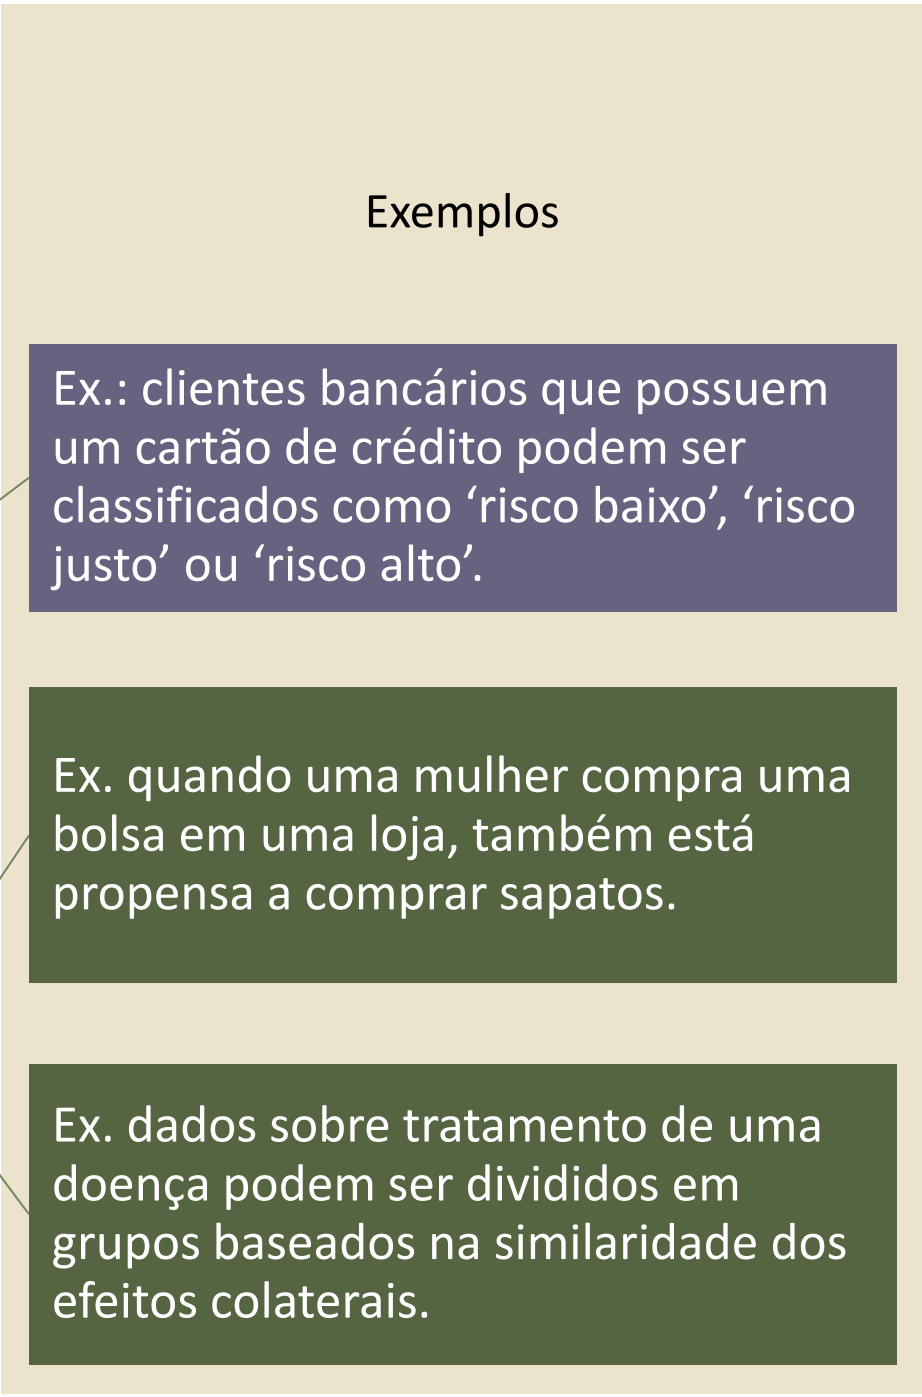 Exemplos
Ex.: clientes bancários que possuem
um cartão de crédito podem ser
classificados como ‘risco baixo’, ‘risco
justo’ ou ‘risco alto’.
Ex. quando uma mulher compra uma
bolsa em uma loja, também está
propensa a comprar sapatos.
Ex. dados sobre tratamento de uma
doença podem ser divididos em
grupos baseados na similaridade dos
efeitos colaterais.